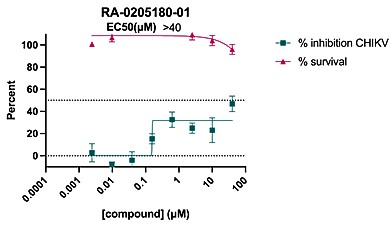 RA-0205180-01
EC50(µM) >40
Percent
100
80
60
40
20
0
0.0001
0.001
0.01
0.1
1
10
100
[compound] (µM)
% inhibition CHIKV
% survival